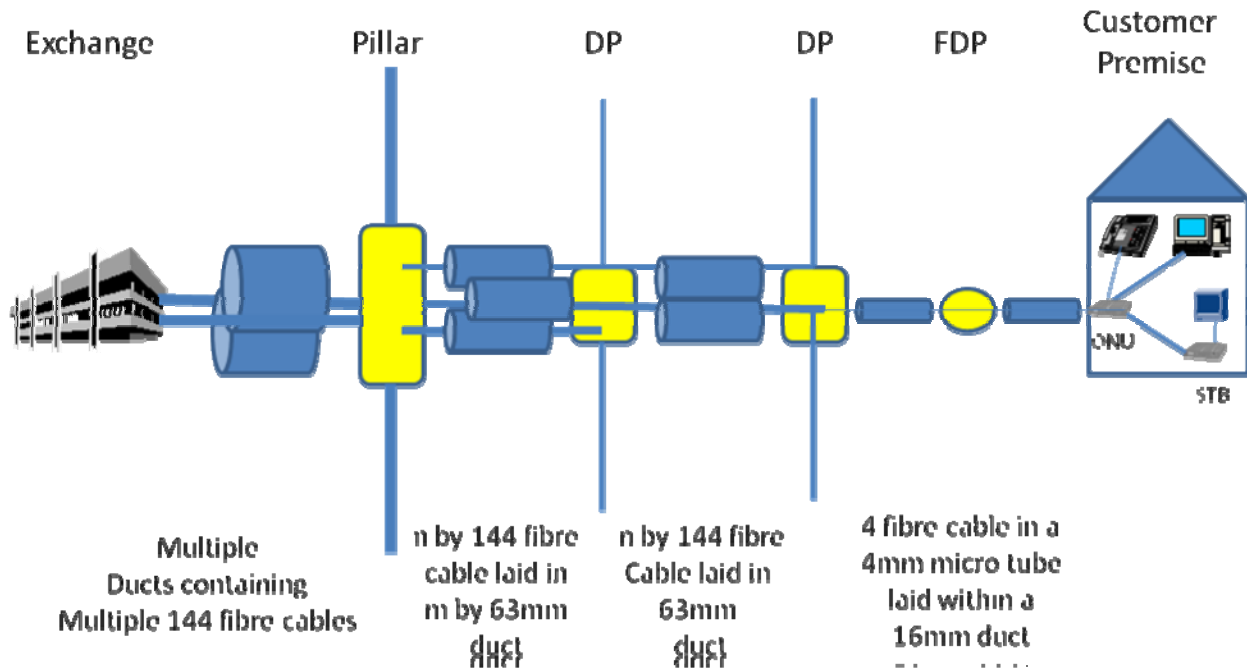 Exchange
Pillar
DP
DP
FDP
Customer
Premise
ONU
STB
Multiple
Ducts containing
Multiple 144 fibre cables
n by 144 fibre
cable laid in
m by 63mm
duct
n by 144 fibre
Cable laid in
63mm
duct
4 fibre cable in a
4mm micro tube
laid within a
16mm duct